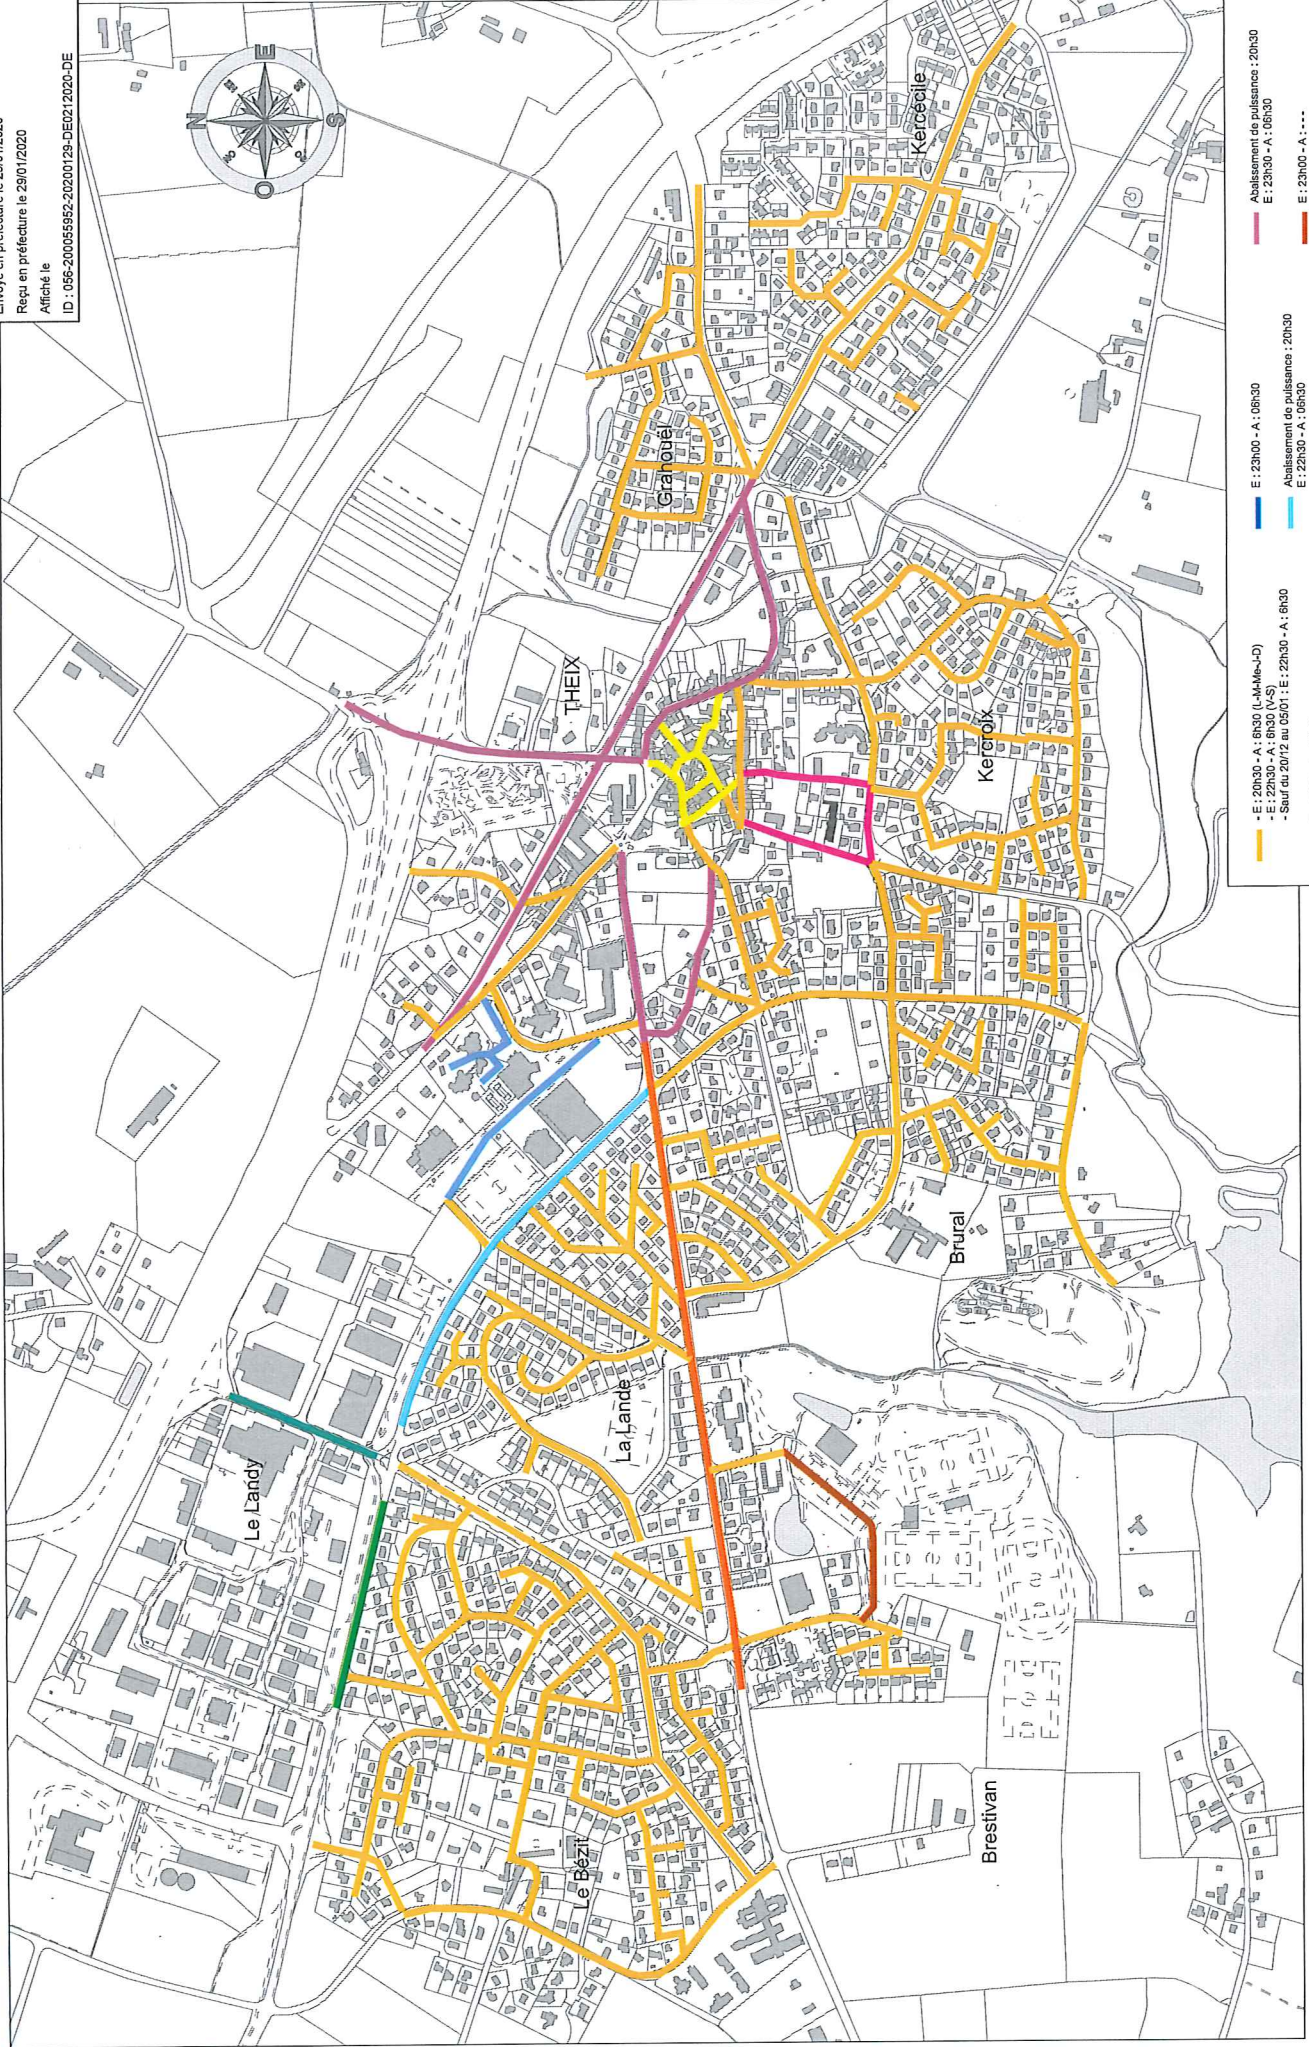 Reçu en préfecture le 29/01/2020
Affiché le
ID : 056-200055952-20200129-DE0212020-DE
N
E
S
O
Kercécile
Grahouël
THEIX
Kercroix
Le Landy
La Lande
Brural
Le Bézit
Brestivan
- E : 20h30 - A : 6h30 (L-M-Me-J-D)
- E : 22h30 - A : 6h30 (V-S)
- Sauf du 20/12 au 05/01 : E : 22h30 - A : 6h30
E : 23h00 - A : 06h30
Abaissement de puissance : 20h30
E : 22h30 - A : 06h30
Abaissement de puissance : 20h30
E : 23h30 - A : 06h30
E : 23h00 - A : ---